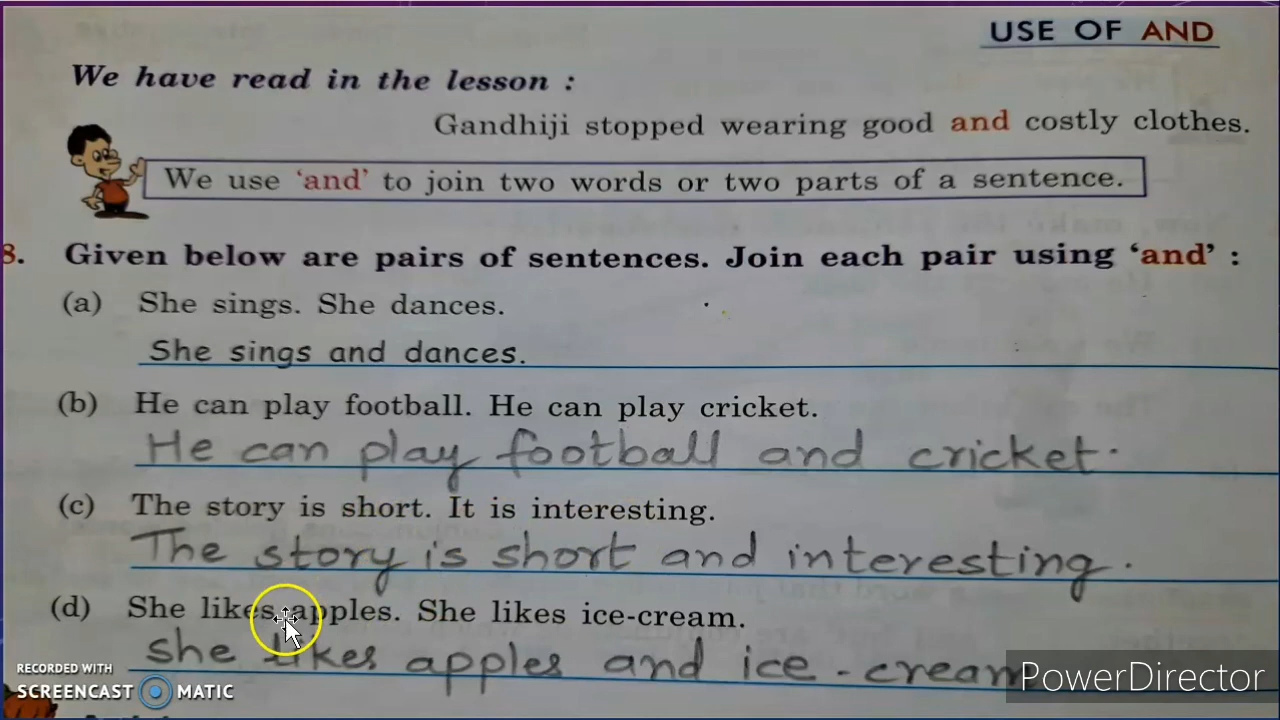 USE OF AND
We have read in the lesson :
Gandhiji stopped wearing good and costly clothes.
We use 'and' to join two words or two parts of a sentence.
8. Given below are pairs of sentences. Join each pair using 'and' :
(a) She sings. She dances.
She sings and dances.
(b) He can play football. He can play cricket.
He can play football and cricket.
(c) The story is short. It is interesting.
The story is short and interesting.
(d) She likes apples. She likes ice-cream.
She likes apples and ice-cream
RECORDED WITH
SCREENCAST MATIC
PowerDirector